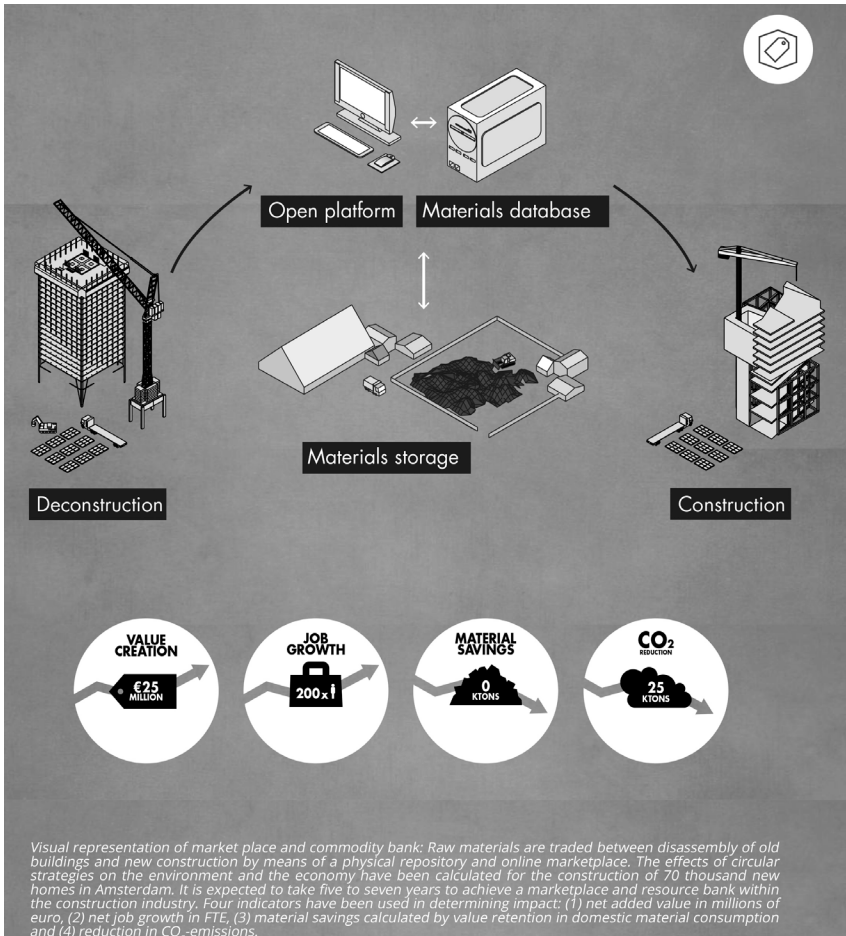 Open platform
Materials database
Materials storage
Deconstruction
Construction
VALUE
CREATION
€25
MILLION
JOB
GROWTH
200 x
MATERIAL
SAVINGS
0
KTONS
CO2
REDUCTION
25
KTONS
Visual representation of market place and commodity bank: Raw materials are traded between disassembly of old
buildings and new construction by means of a physical repository and online marketplace. The effects of circular
strategies on the environment and the economy have been calculated for the construction of 70 thousand new
homes in Amsterdam. It is expected to take five to seven years to achieve a marketplace and resource bank within
the construction industry. Four indicators have been used in determining impact: (1) net added value in millions of
euro, (2) net job growth in FTE, (3) material savings calculated by value retention in domestic material consumption
and (4) reduction in CO2-emissions.